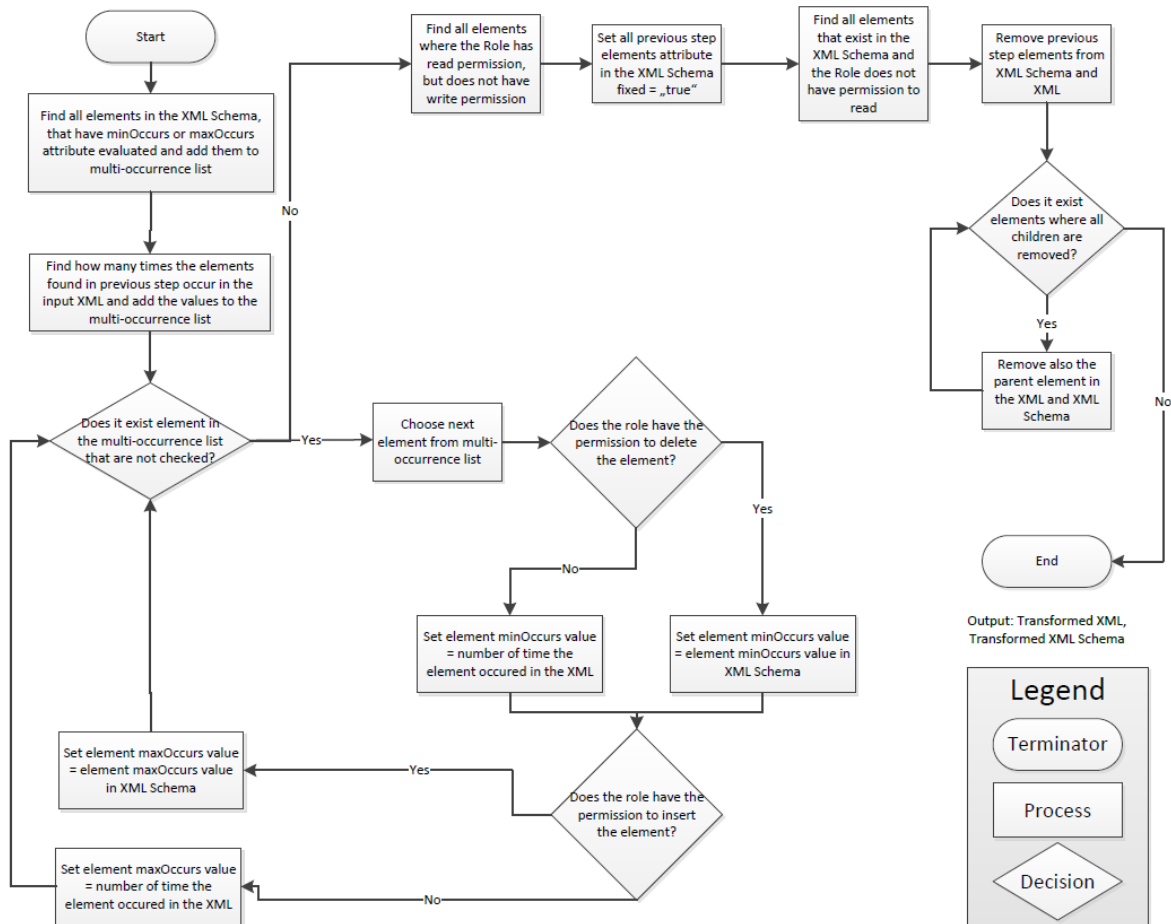 Start
Find all elements in the XML Schema,
that have minOccurs or maxOccurs
attribute evaluated and add them to
multi-occurrence list
Find how many times the elements
found in previous step occur in the
input XML and add the values to the
multi-occurrence list
Does it exist element in
the multi-occurrence list
that are not checked?
No
Find all elements
where the Role has
read permission,
but does not have
write permission
Set all previous step
elements attribute
in the XML Schema
fixed = „true“
Find all elements
that exist in the
XML Schema and
the Role does not
have permission to
read
Remove previous
step elements from
XML Schema and
XML
Does it exist
elements where all
children are
removed?
Yes
Remove also the
parent element in
the XML and XML
Schema
No
End
Output: Transformed XML,
Transformed XML Schema
Yes
Choose next
element from multi-
occurrence list
Does the role have the
permission to delete
the element?
Yes
No
Set element minOccurs value
= number of time the
element occured in the XML
Set element minOccurs value
= element minOccurs value in
XML Schema
Does the role have the
permission to insert
the element?
Yes
Set element maxOccurs value
= element maxOccurs value
in XML Schema
No
Set element maxOccurs value
= number of time the
element occured in the XML
Legend
Terminator
Process
Decision